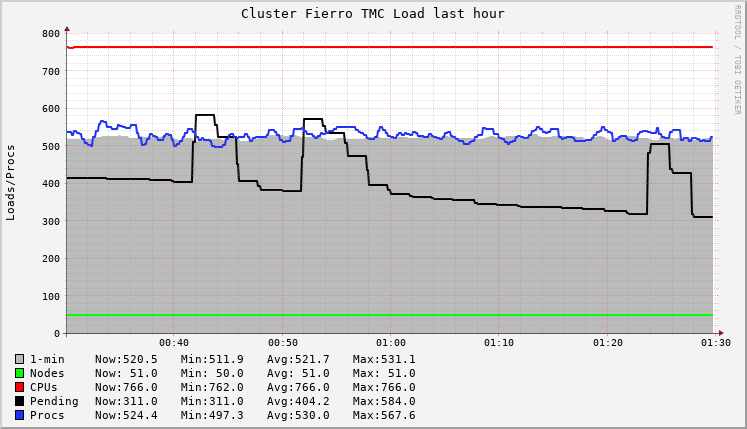 Cluster Fierro TMC Load last hour
RRDTOOL / TOBI OETIKER
Loads/Procs
800
700
600
500
400
300
200
100
0
00:40 00:50 01:00 01:10 01:20 01:30
1-min Now:520.5 Min:511.9 Avg:521.7 Max:531.1
Nodes Now: 51.0 Min: 50.0 Avg: 51.0 Max: 51.0
CPUs Now:766.0 Min:762.0 Avg:766.0 Max:766.0
Pending Now:311.0 Min:311.0 Avg:404.2 Max:584.0
Procs Now:524.4 Min:497.3 Avg:530.0 Max:567.6